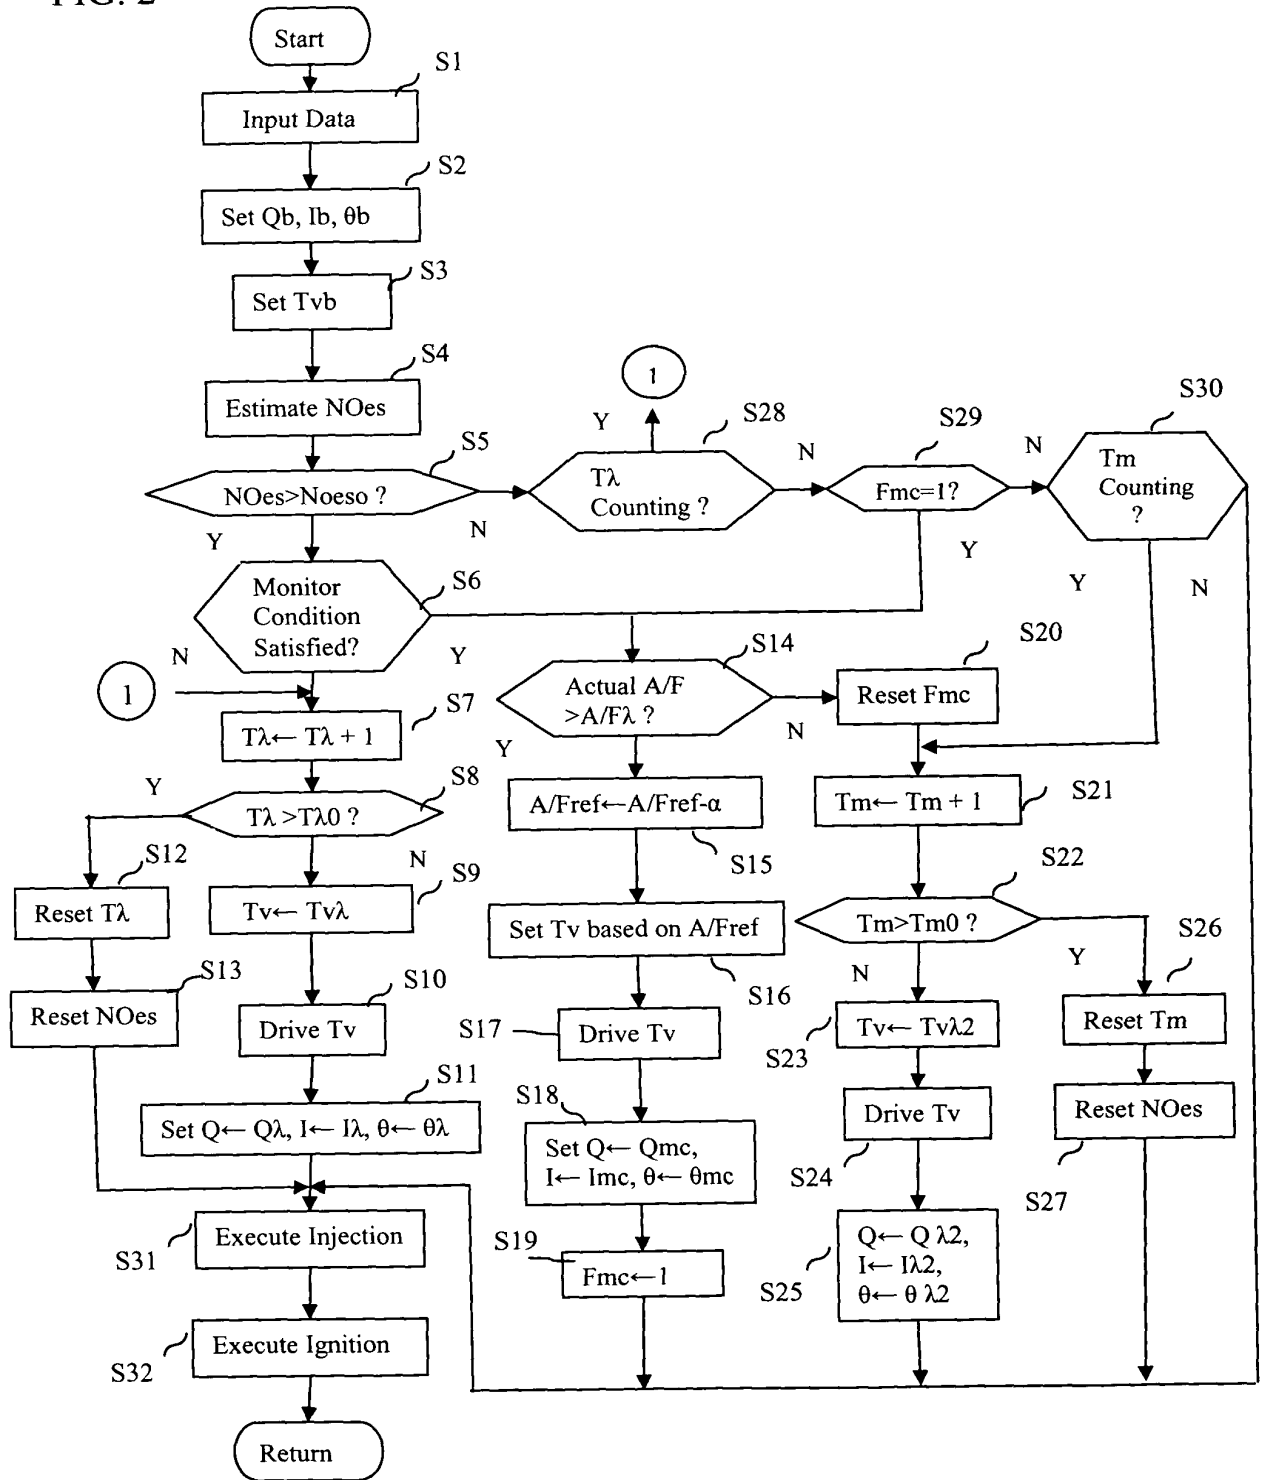 FIG. 2
Start
S1
Input Data
S2
Set Qb, Ib, θb
S3
Set Tvb
S4
Estimate NOes
S5
NOes>Noeso ?
Y
N
1
Y
S28
Tλ
Counting ?
N
S29
Fmc=1?
N
Y
S30
Tm
Counting
?
Y
N
S6
Monitor
Condition
Satisfied?
N
Y
1
S7
Tλ← Tλ + 1
S8
Y
Tλ >Tλ0 ?
N
S12
Reset Tλ
S13
Reset NOes
S9
Tv← Tvλ
S10
Drive Tv
S11
Set Q← Qλ, I← Iλ, θ← θλ
S14
Actual A/F
>A/Fλ ?
Y
N
A/Fref←A/Fref-α
S15
Set Tv based on A/Fref
S16
S17
Drive Tv
S18
Set Q← Qmc,
I← Imc, θ← θmc
S19
Fmc←1
S20
Reset Fmc
Tm← Tm + 1
S21
S22
Tm>Tm0 ?
N
Y
Tv← Tvλ2
S23
Drive Tv
S24
Q← Q λ2,
I← Iλ2,
θ← θ λ2
S25
S26
Reset Tm
Reset NOes
S27
Execute Injection
S31
Execute Ignition
S32
Return